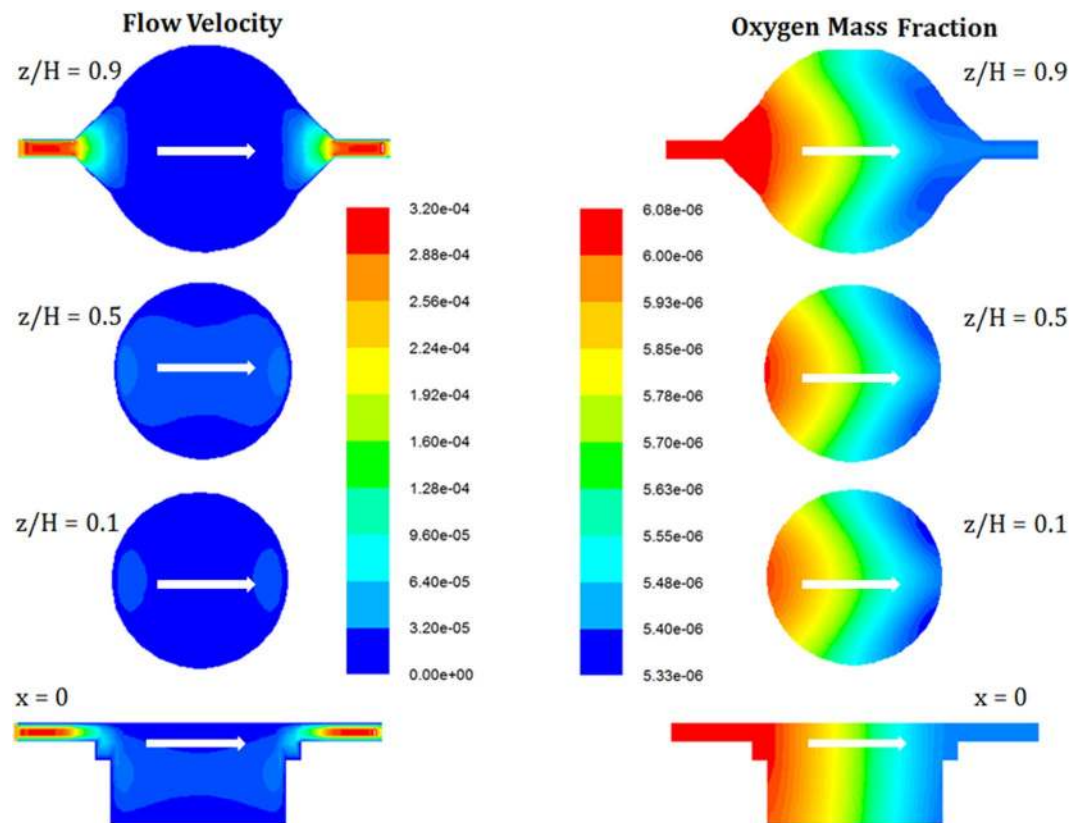 Flow Velocity
Oxygen Mass Fraction
z/H = 0.9
z/H = 0.9
3.20e-04
2.88e-04
2.56e-04
2.24e-04
1.92e-04
1.60e-04
1.28e-04
9.60e-05
6.40e-05
3.20e-05
0.00e+00
6.08e-06
6.00e-06
5.93e-06
5.85e-06
5.78e-06
5.70e-06
5.63e-06
5.55e-06
5.48e-06
5.40e-06
5.33e-06
z/H = 0.5
z/H = 0.5
z/H = 0.1
z/H = 0.1
x = 0
x = 0